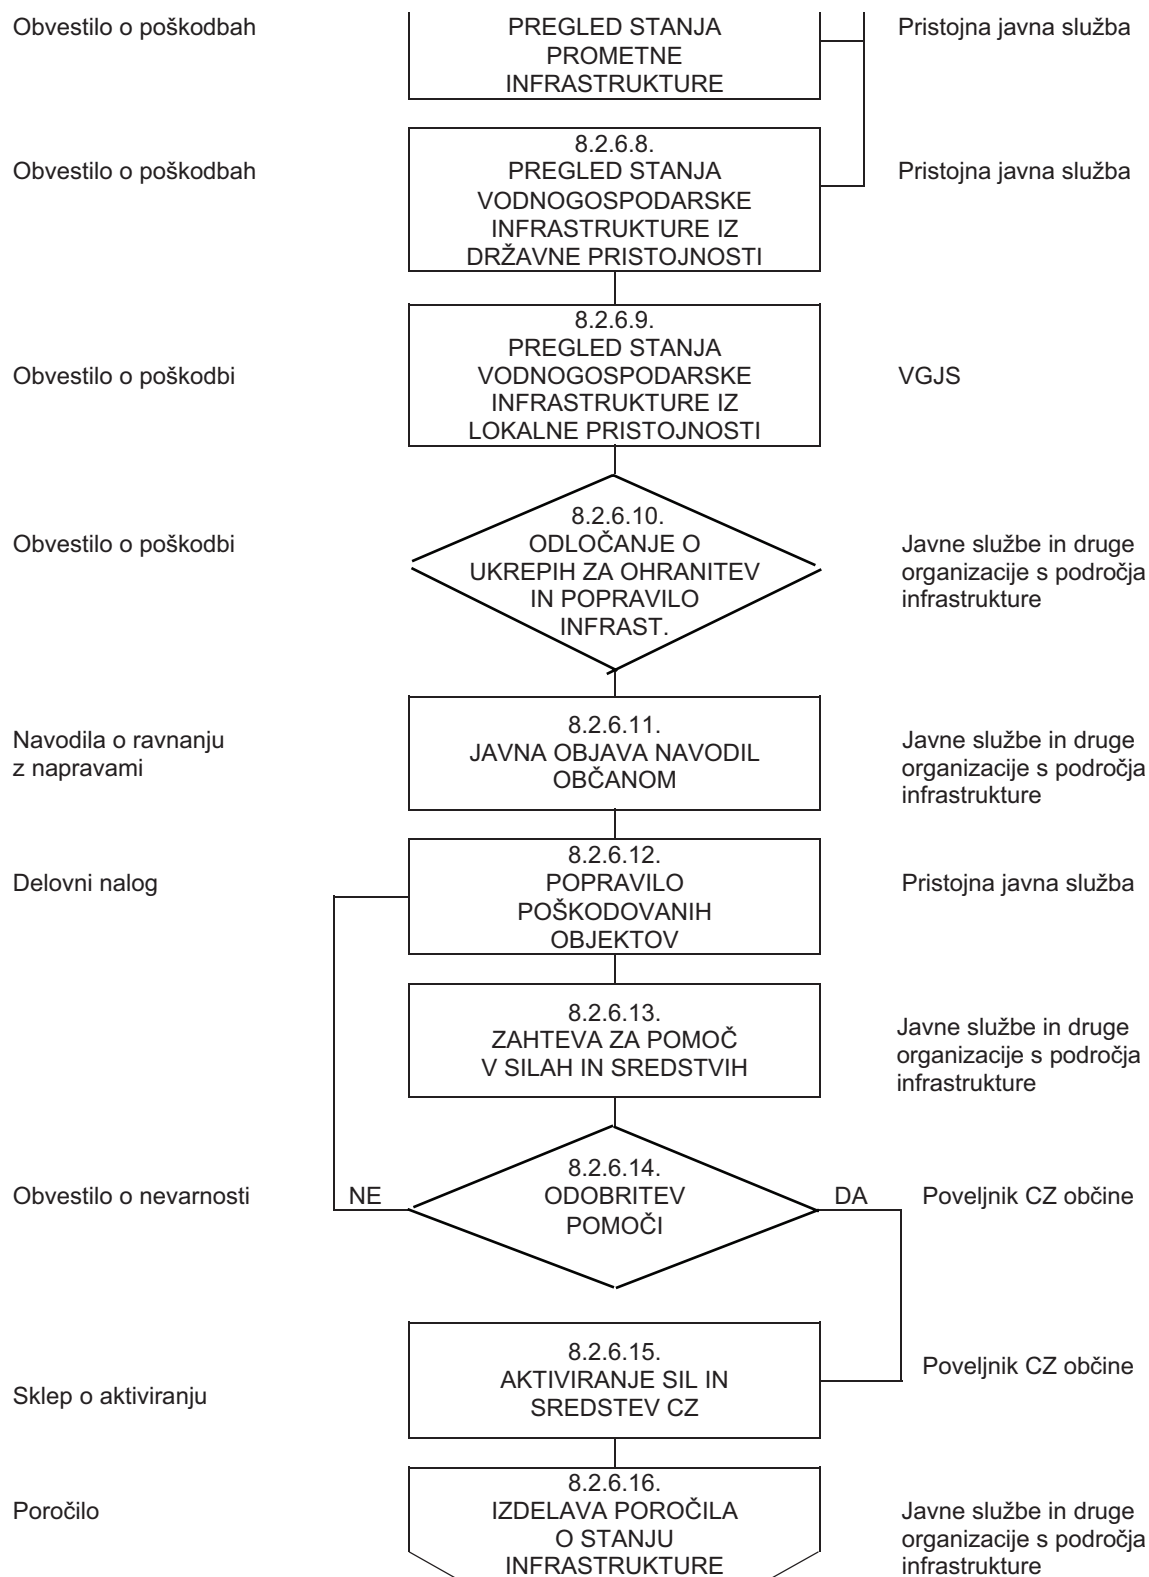 Obvestilo o poškodbah
PREGLED STANJA
PROMETNE
INFRASTRUKTURE
Pristojna javna služba
Obvestilo o poškodbah
8.2.6.8.
PREGLED STANJA
VODNOGOSPODARSKE
INFRASTRUKTURE IZ
DRŽAVNE PRISTOJNOSTI
Pristojna javna služba
Obvestilo o poškodbi
8.2.6.9.
PREGLED STANJA
VODNOGOSPODARSKE
INFRASTRUKTURE IZ
LOKALNE PRISTOJNOSTI
VGJS
Obvestilo o poškodbi
8.2.6.10.
ODLOČANJE O
UKREPIH ZA OHRANITEV
IN POPRAVILO
INFRAST.
Javne službe in druge
organizacije s področja
infrastrukture
Navodila o ravnanju
z napravami
8.2.6.11.
JAVNA OBJAVA NAVODIL
OBČANOM
Javne službe in druge
organizacije s področja
infrastrukture
Delovni nalog
8.2.6.12.
POPRAVILO
POŠKODOVANIH
OBJEKTOV
Pristojna javna služba
8.2.6.13.
ZAHTEVA ZA POMOČ
V SILAH IN SREDSTVIH
Javne službe in druge
organizacije s področja
infrastrukture
Obvestilo o nevarnosti
NE
8.2.6.14.
ODOBRITEV
POMOČI
DA
Poveljnik CZ občine
Sklep o aktiviranju
8.2.6.15.
AKTIVIRANJE SIL IN
SREDSTEV CZ
Poveljnik CZ občine
Poročilo
8.2.6.16.
IZDELAVA POROČILA
O STANJU
INFRASTRUKTURE
Javne službe in druge
organizacije s področja
infrastrukture